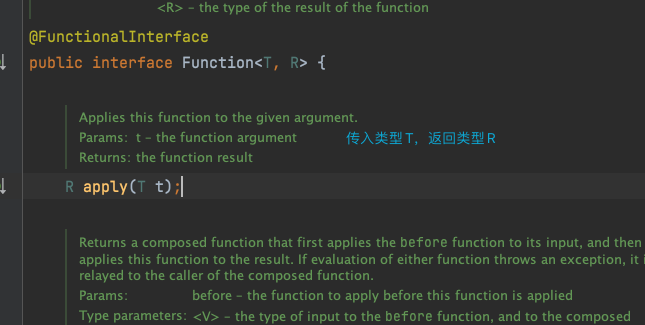 <R> – the type of the result of the function
@FunctionalInterface
public interface Function<T, R> {
Applies this function to the given argument.
Params: t – the function argument 传入类型T，返回类型R
Returns: the function result
R apply(T t);
Returns a composed function that first applies the before function to its input, and then
applies this function to the result. If evaluation of either function throws an exception, it i
relayed to the caller of the composed function.
Params: before – the function to apply before this function is applied
Type parameters: <V> – the type of input to the before function, and to the composed